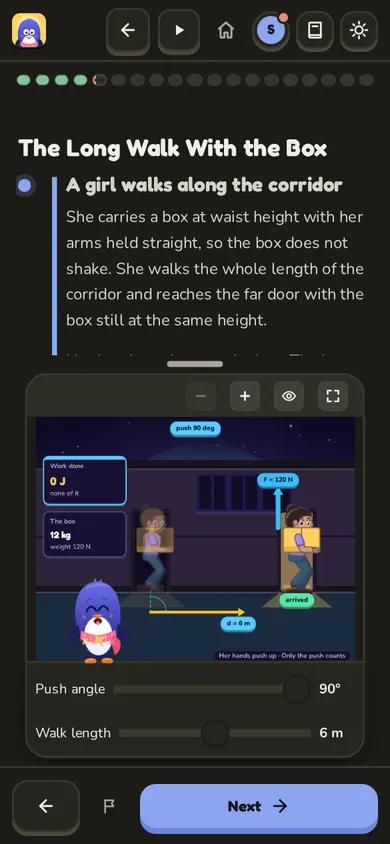 S
The Long Walk With the Box
A girl walks along the corridor
She carries a box at waist height with her
arms held straight, so the box does not
shake. She walks the whole length of the
corridor and reaches the far door with the
box still at the same height.
push 90 deg
Work done
0 J
none of it
F = 120 N
The box
12 kg
weight 120 N
arrived
d = 6 m
Her hands push up · Only the push counts
Push angle
90°
Walk length
6 m
Next